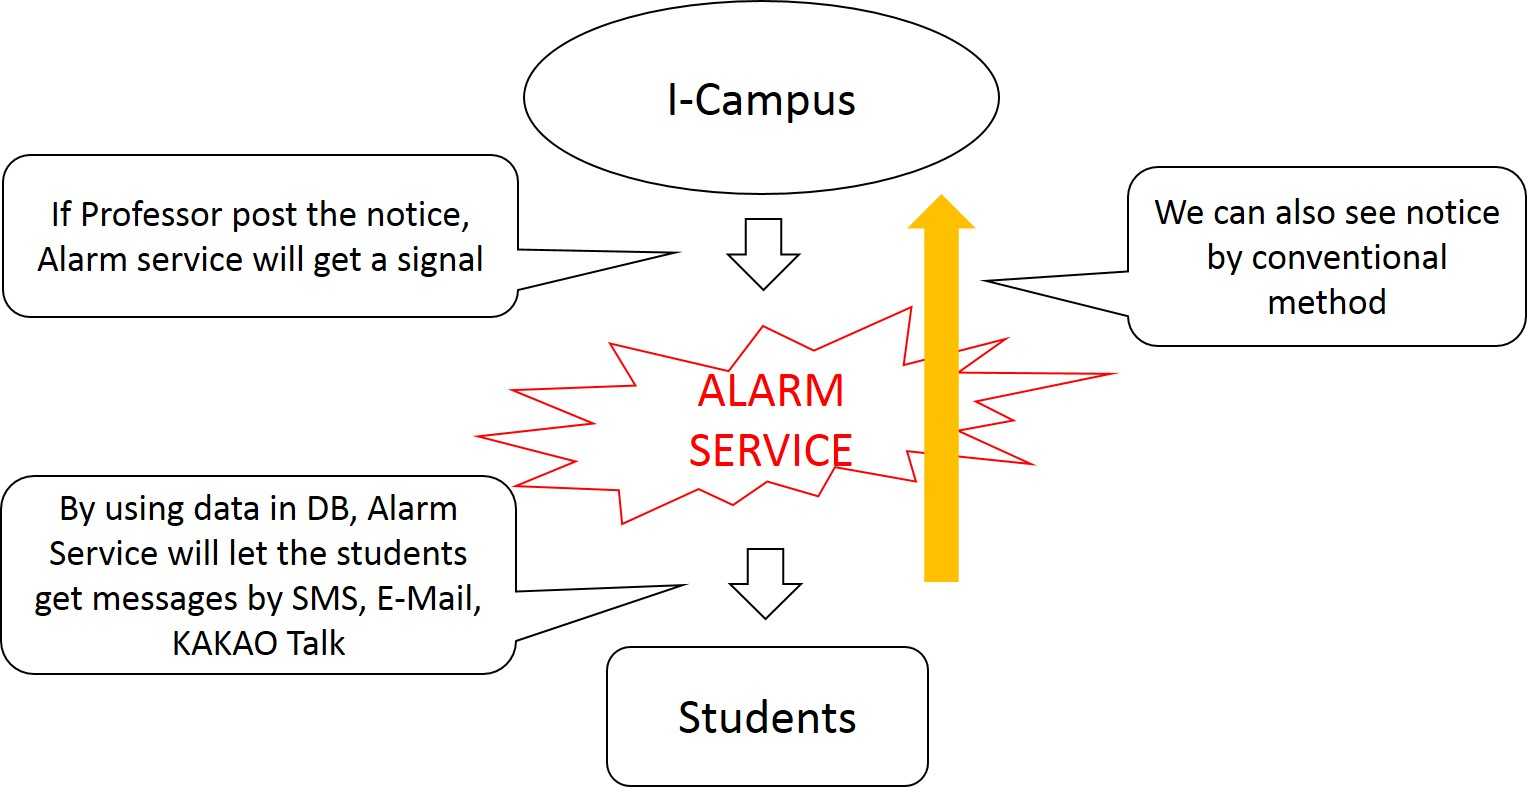 I-Campus
If Professor post the notice,
Alarm service will get a signal
We can also see notice
by conventional
method
ALARM
SERVICE
By using data in DB, Alarm
Service will let the students
get messages by SMS, E-Mail,
KAKAO Talk
Students